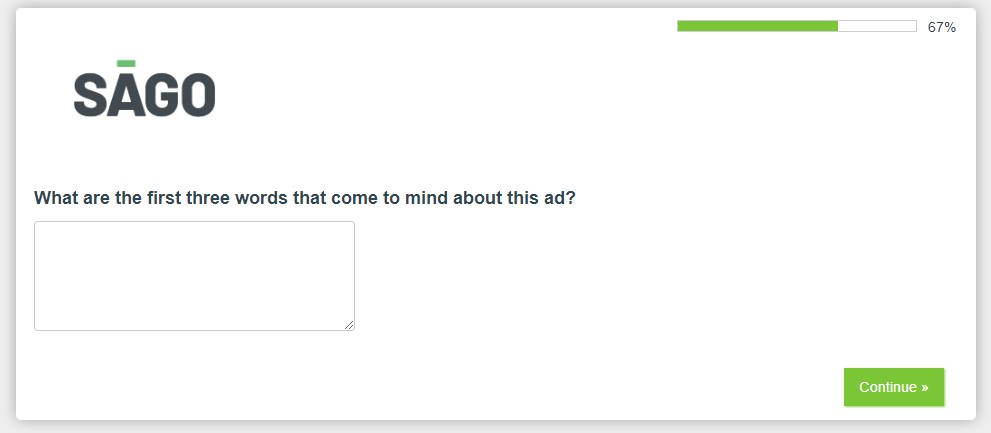 67%
SĀGO
What are the first three words that come to mind about this ad?
Continue »